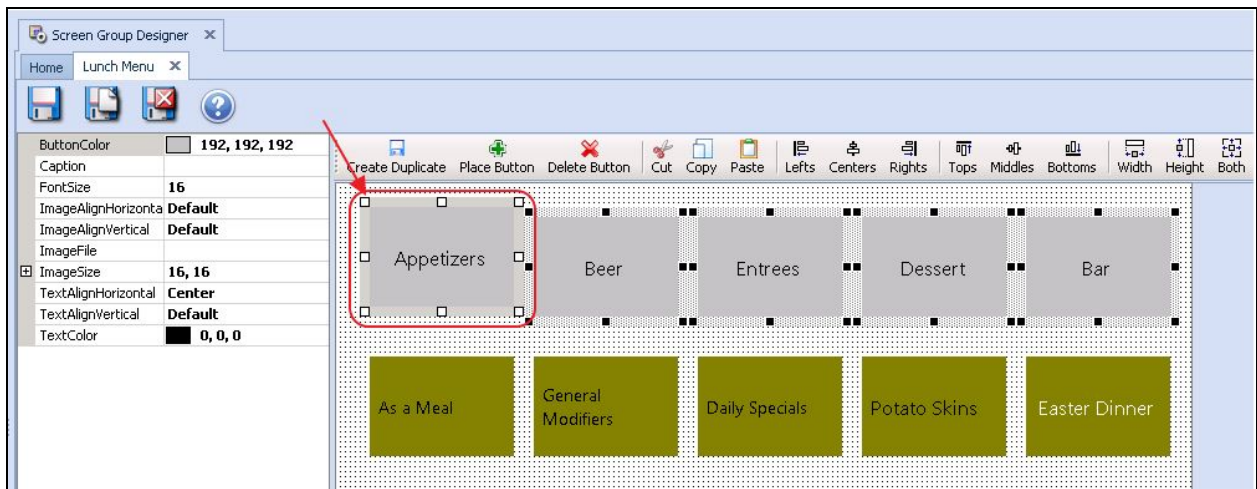 Screen Group Designer
Home Lunch Menu
ButtonColor 192, 192, 192
Caption
FontSize 16
ImageAlignHorizonta Default
ImageAlignVertical Default
ImageFile
ImageSize 16, 16
TextAlignHorizontal Center
TextAlignVertical Default
TextColor 0, 0, 0
Create Duplicate Place Button Delete Button Cut Copy Paste Lefts Centers Rights Tops Middles Bottoms Width Height Both
Appetizers Beer Entrees Dessert Bar
As a Meal
General
Modifiers
Daily Specials
Potato Skins
Easter Dinner